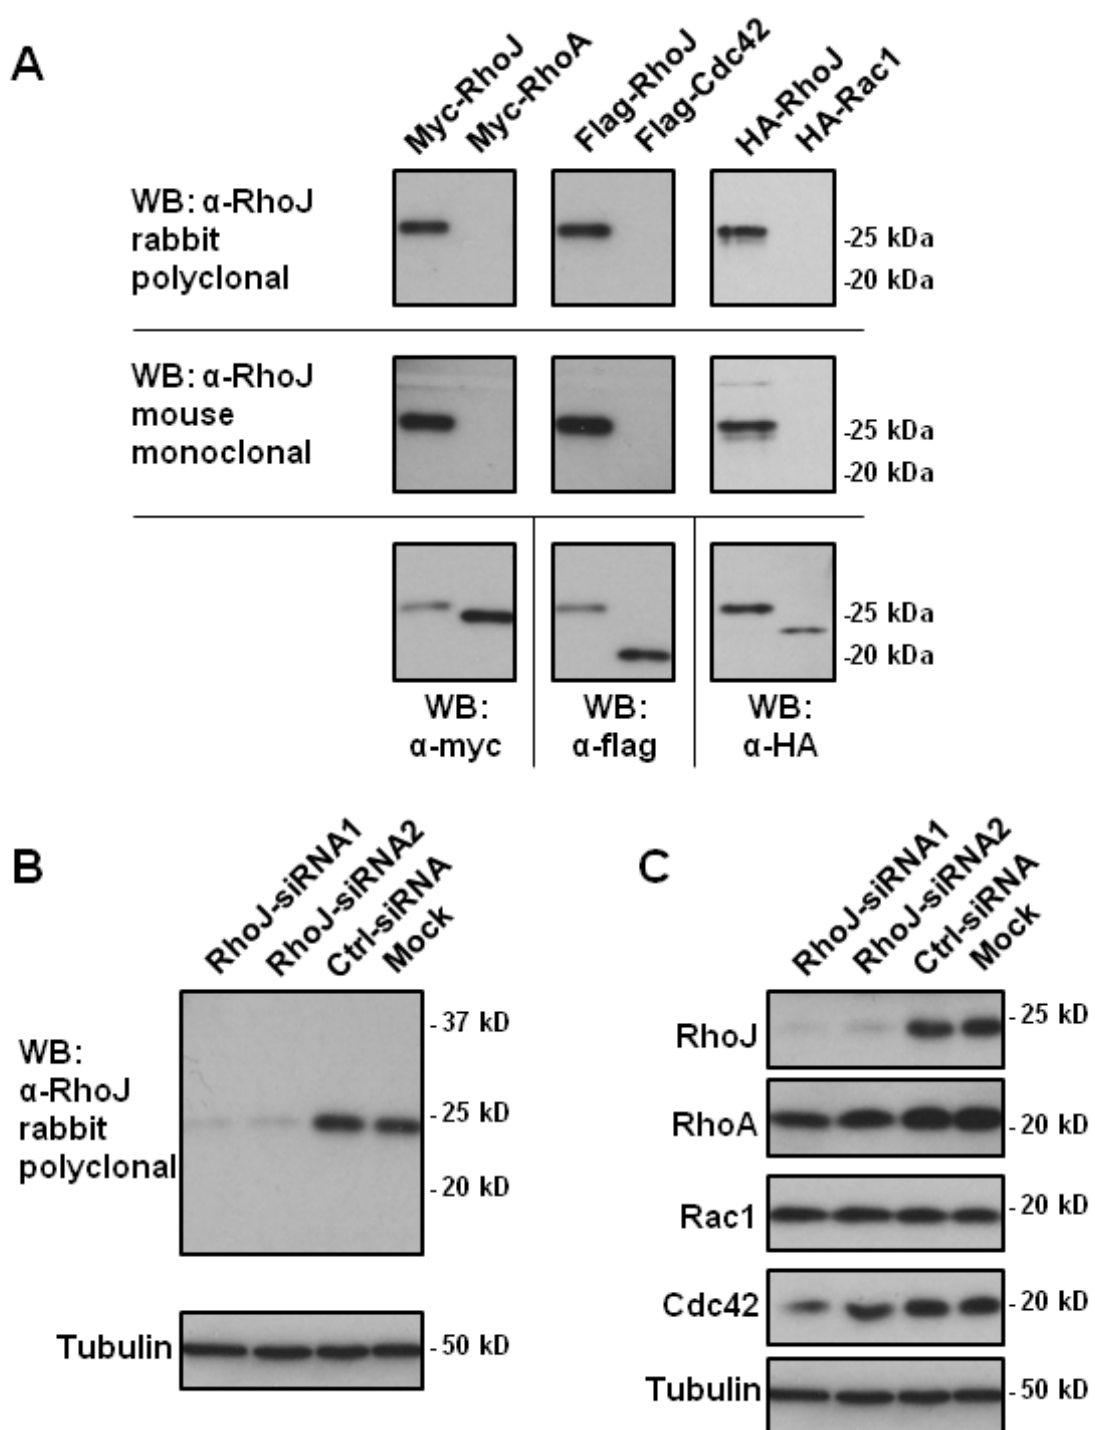 A
Myc-RhoJ
Myc-RhoA
Flag-RhoJ
Flag-Cdc42
HA-RhoJ
HA-Rac1
WB: α-RhoJ
rabbit
polyclonal
-25 kDa
-20 kDa
WB: α-RhoJ
mouse
monoclonal
-25 kDa
-20 kDa
-25 kDa
-20 kDa
WB:
α-myc
WB:
α-flag
WB:
α-HA
B
RhoJ-siRNA1
RhoJ-siRNA2
Ctrl-siRNA
Mock
WB:
α-RhoJ
rabbit
polyclonal
- 37 kD
- 25 kD
- 20 kD
Tubulin
- 50 kD
C
RhoJ-siRNA1
RhoJ-siRNA2
Ctrl-siRNA
Mock
RhoJ
- 25 kD
RhoA
- 20 kD
Rac1
- 20 kD
Cdc42
- 20 kD
Tubulin
- 50 kD